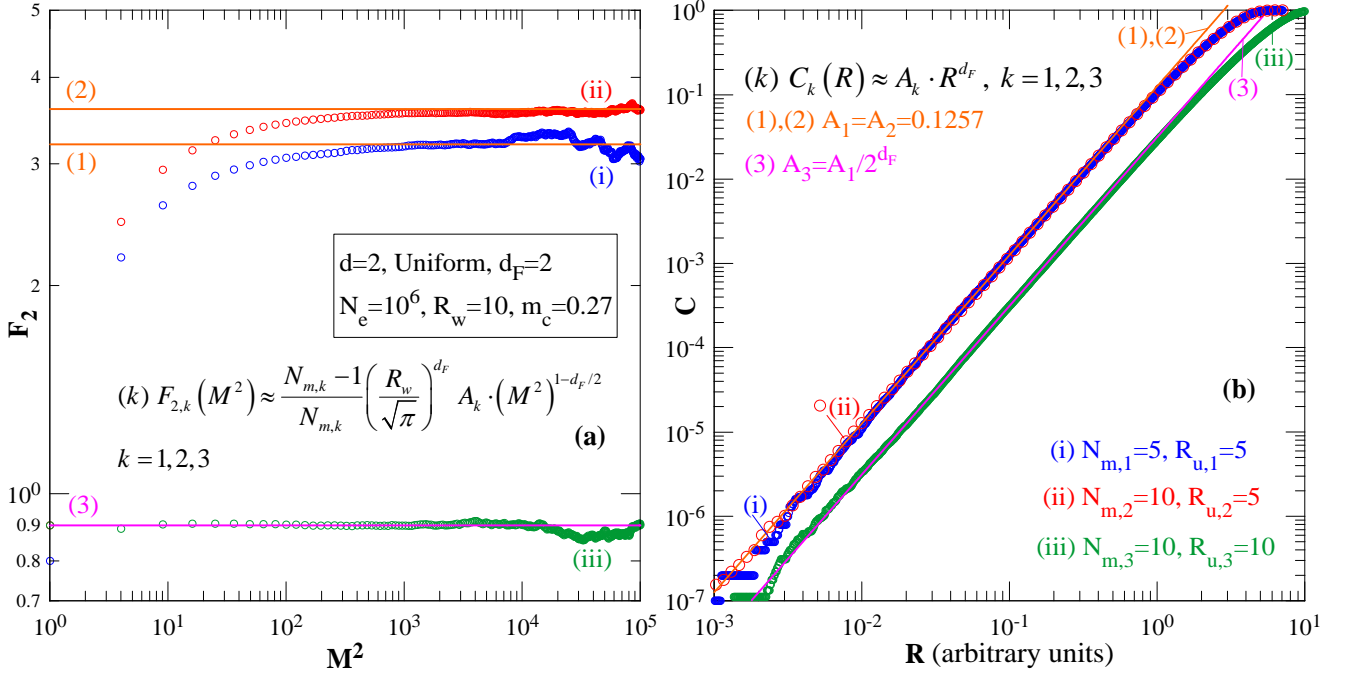 5
4
3
2
10^0
0.9
0.8
0.7
F_2
10^0 10^1 10^2 10^3 10^4 10^5
M^2
(2)
(ii)
(1)
(i)
d=2, Uniform, d_F=2
N_e=10^6, R_w=10, m_c=0.27
(k) F_{2,k}(M^2) ≈ \frac{N_{m,k}-1}{N_{m,k}} \left(\frac{R_w}{\sqrt{π}}\right)^{d_F} A_k · (M^2)^{1-d_F/2}
(a)
k = 1,2,3
(3)
(iii)
10^0
10^-1
10^-2
10^-3
10^-4
10^-5
10^-6
10^-7
C
10^-3 10^-2 10^-1 10^0 10^1
R (arbitrary units)
(1),(2)
(iii)
(3)
(k) C_k(R) ≈ A_k · R^{d_F} , k = 1,2,3
(1),(2) A_1=A_2=0.1257
(3) A_3=A_1/2^{d_F}
(ii)
(b)
(i)
(i) N_{m,1}=5, R_{u,1}=5
(ii) N_{m,2}=10, R_{u,2}=5
(iii) N_{m,3}=10, R_{u,3}=10